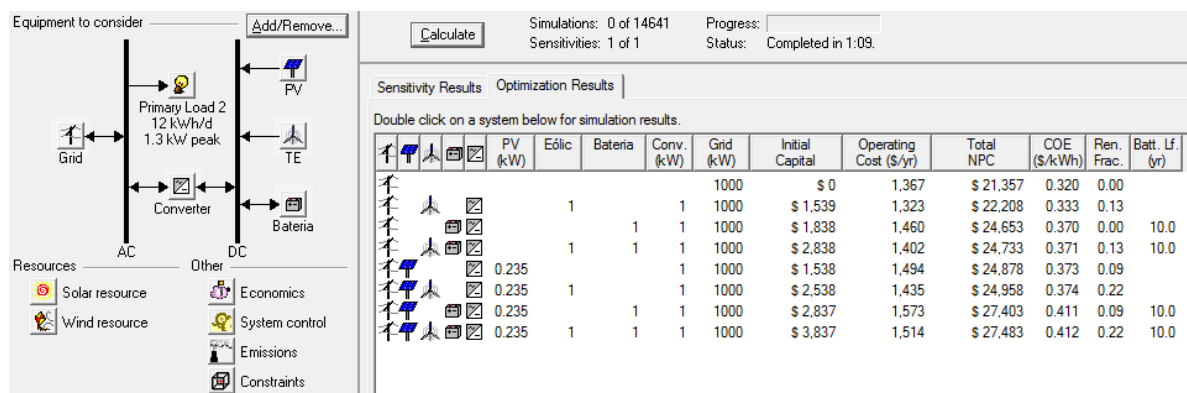 Equipment to consider
Add/Remove...
Calculate
Simulations: 0 of 14641
Sensitivities: 1 of 1
Progress:
Status: Completed in 1:09.
Sensitivity Results
Optimization Results
Double click on a system below for simulation results.
PV
Primary Load 2
12 kWh/d
1.3 kW peak
Grid
TE
Converter
Bateria
AC
DC
Resources
Other
Solar resource
Economics
Wind resource
System control
Emissions
Constraints
PV (kW) Eólic Bateria Conv. (kW) Grid (kW) Initial Capital Operating Cost ($/yr) Total NPC COE ($/kWh) Ren. Frac. Batt. Lf. (yr)
1000 $ 0 1,367 $ 21,357 0.320 0.00
1 1 1000 $ 1,539 1,323 $ 22,208 0.333 0.13
1 1 1000 $ 1,838 1,460 $ 24,653 0.370 0.00 10.0
1 1 1 1000 $ 2,838 1,402 $ 24,733 0.371 0.13 10.0
0.235 1 1000 $ 1,538 1,494 $ 24,878 0.373 0.09
0.235 1 1 1000 $ 2,538 1,435 $ 24,958 0.374 0.22
0.235 1 1 1000 $ 2,837 1,573 $ 27,403 0.411 0.09 10.0
0.235 1 1 1 1000 $ 3,837 1,514 $ 27,483 0.412 0.22 10.0